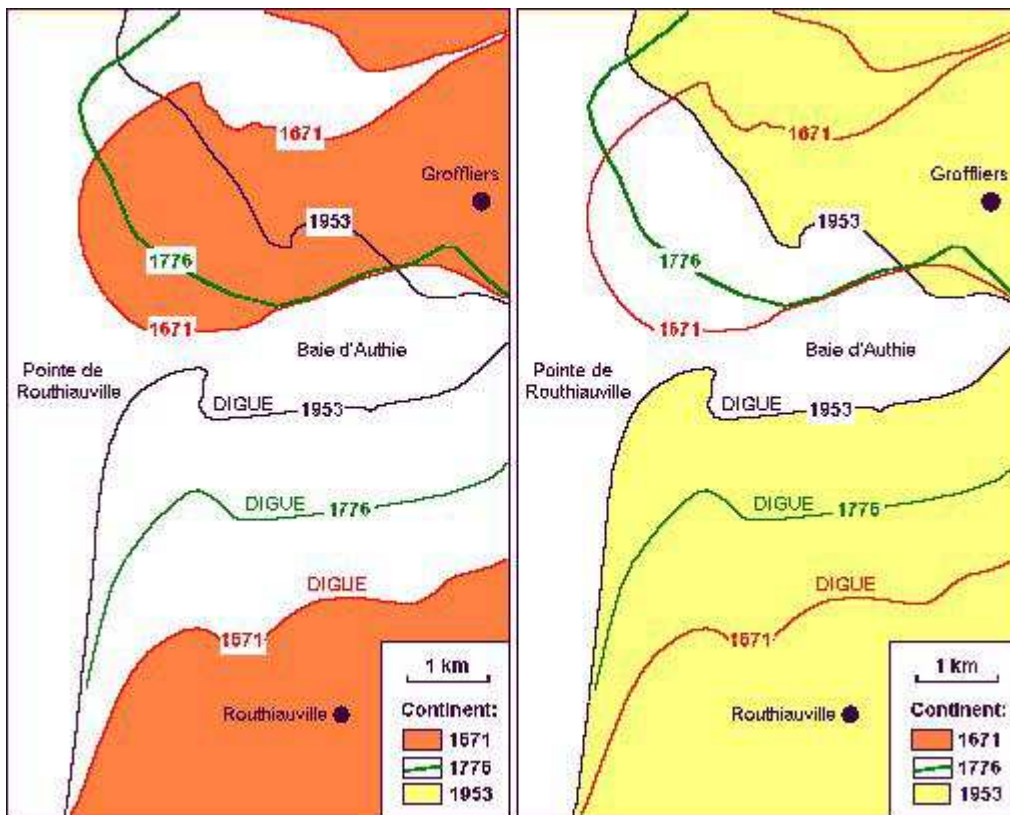 1671
Groffliers
1953
1776
1671
Baie d'Authie
Pointe de
Routhiauville
DIGUE 1953
DIGUE 1776
DIGUE
1671
Routhiauville
1 km
Continent:
1671
1776
1953
1671
Groffliers
1953
1776
1671
Baie d'Authie
Pointe de
Routhiauville
DIGUE 1953
DIGUE 1776
DIGUE
1671
Routhiauville
1 km
Continent:
1671
1776
1953